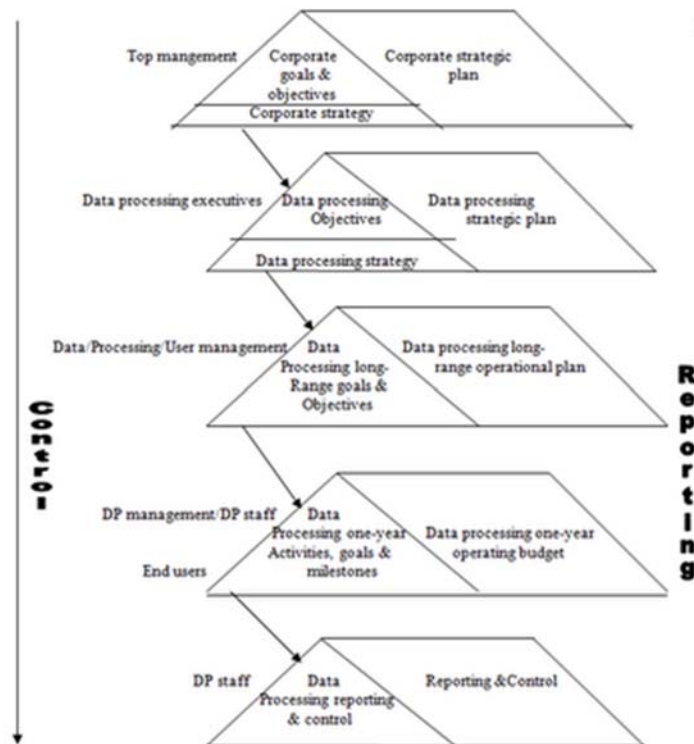 Top mangement
Corporate
goals &
objectives
Corporate strategy
Corporate strategic
plan
Data processing executives
Data processing
Objectives
Data processing strategy
Data processing
strategic plan
Data/Processing/User management
Data
Processing long-
Range goals &
Objectives
Data processing long-
range operational plan
Control
Reporting
DP management/DP staff
End users
Data
Processing one-year
Activities, goals &
milestones
Data processing one-year
operating budget
DP staff
Data
Processing reporting
& control
Reporting &Control